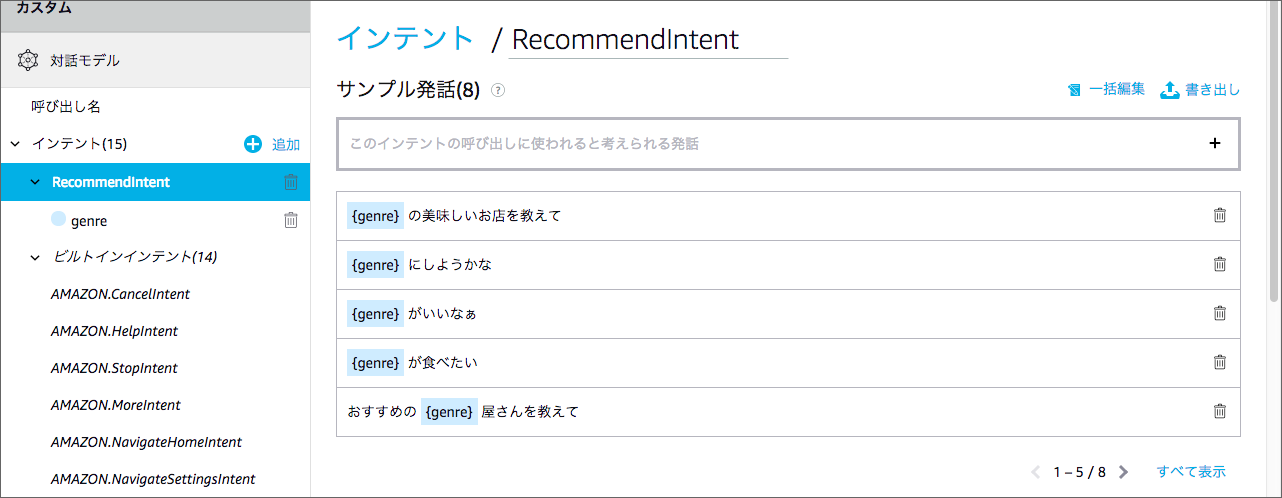 カスタム
対話モデル
呼び出し名
インテント(15)
追加
RecommendIntent
genre
ビルトインインテント(14)
AMAZON.CancelIntent
AMAZON.HelpIntent
AMAZON.StopIntent
AMAZON.MoreIntent
AMAZON.NavigateHomeIntent
AMAZON.NavigateSettingsIntent
インテント / RecommendIntent
サンプル発話(8) ?
一括編集 書き出し
このインテントの呼び出しに使われると考えられる発話 +
{genre} の美味しいお店を教えて
{genre} にしようかな
{genre} がいいなぁ
{genre} が食べたい
おすすめの {genre} 屋さんを教えて
1 – 5 / 8 すべて表示